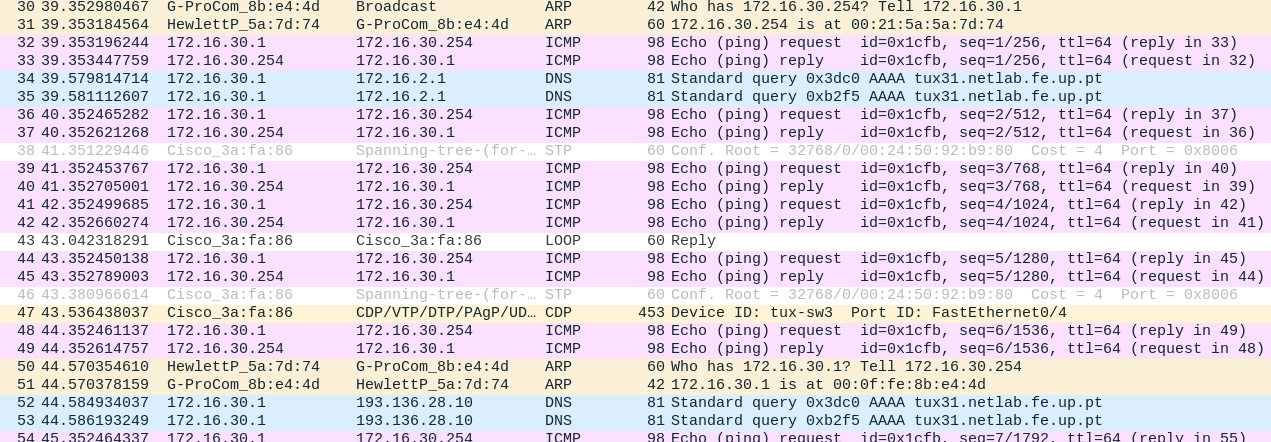 30 39.352980467 G-ProCom_8b:e4:4d Broadcast ARP 42 Who has 172.16.30.254? Tell 172.16.30.1
31 39.353184564 HewlettP_5a:7d:74 G-ProCom_8b:e4:4d ARP 60 172.16.30.254 is at 00:21:5a:5a:7d:74
32 39.353196244 172.16.30.1 172.16.30.254 ICMP 98 Echo (ping) request id=0x1cfb, seq=1/256, ttl=64 (reply in 33)
33 39.353447759 172.16.30.254 172.16.30.1 ICMP 98 Echo (ping) reply id=0x1cfb, seq=1/256, ttl=64 (request in 32)
34 39.579814714 172.16.30.1 172.16.2.1 DNS 81 Standard query 0x3dc0 AAAA tux31.netlab.fe.up.pt
35 39.581112607 172.16.30.1 172.16.2.1 DNS 81 Standard query 0xb2f5 AAAA tux31.netlab.fe.up.pt
36 40.352465282 172.16.30.1 172.16.30.254 ICMP 98 Echo (ping) request id=0x1cfb, seq=2/512, ttl=64 (reply in 37)
37 40.352621268 172.16.30.254 172.16.30.1 ICMP 98 Echo (ping) reply id=0x1cfb, seq=2/512, ttl=64 (request in 36)
38 41.351229446 Cisco_3a:fa:86 Spanning-tree-(for-… STP 60 Conf. Root = 32768/0/00:24:50:92:b9:80 Cost = 4 Port = 0x8006
39 41.352453767 172.16.30.1 172.16.30.254 ICMP 98 Echo (ping) request id=0x1cfb, seq=3/768, ttl=64 (reply in 40)
40 41.352705001 172.16.30.254 172.16.30.1 ICMP 98 Echo (ping) reply id=0x1cfb, seq=3/768, ttl=64 (request in 39)
41 42.352499685 172.16.30.1 172.16.30.254 ICMP 98 Echo (ping) request id=0x1cfb, seq=4/1024, ttl=64 (reply in 42)
42 42.352660274 172.16.30.254 172.16.30.1 ICMP 98 Echo (ping) reply id=0x1cfb, seq=4/1024, ttl=64 (request in 41)
43 43.042318291 Cisco_3a:fa:86 Cisco_3a:fa:86 LOOP 60 Reply
44 43.352450138 172.16.30.1 172.16.30.254 ICMP 98 Echo (ping) request id=0x1cfb, seq=5/1280, ttl=64 (reply in 45)
45 43.352789003 172.16.30.254 172.16.30.1 ICMP 98 Echo (ping) reply id=0x1cfb, seq=5/1280, ttl=64 (request in 44)
46 43.380966614 Cisco_3a:fa:86 Spanning-tree-(for-… STP 60 Conf. Root = 32768/0/00:24:50:92:b9:80 Cost = 4 Port = 0x8006
47 43.536438037 Cisco_3a:fa:86 CDP/VTP/DTP/PAgP/UD… CDP 453 Device ID: tux-sw3 Port ID: FastEthernet0/4
48 44.352461137 172.16.30.1 172.16.30.254 ICMP 98 Echo (ping) request id=0x1cfb, seq=6/1536, ttl=64 (reply in 49)
49 44.352614757 172.16.30.254 172.16.30.1 ICMP 98 Echo (ping) reply id=0x1cfb, seq=6/1536, ttl=64 (request in 48)
50 44.570354610 HewlettP_5a:7d:74 G-ProCom_8b:e4:4d ARP 60 Who has 172.16.30.1? Tell 172.16.30.254
51 44.570378159 G-ProCom_8b:e4:4d HewlettP_5a:7d:74 ARP 42 172.16.30.1 is at 00:0f:fe:8b:e4:4d
52 44.584934037 172.16.30.1 193.136.28.10 DNS 81 Standard query 0x3dc0 AAAA tux31.netlab.fe.up.pt
53 44.586193249 172.16.30.1 193.136.28.10 DNS 81 Standard query 0xb2f5 AAAA tux31.netlab.fe.up.pt
54 45.352464337 172.16.30.1 172.16.30.254 ICMP 98 Echo (ping) request id=0x1cfb, seq=7/1792, ttl=64 (reply in 55)